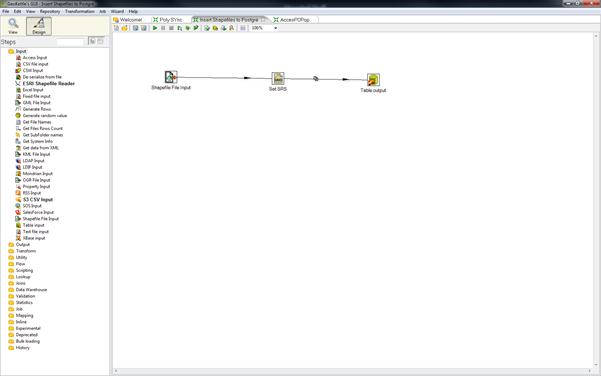 GeoKettle's GUI - Insert Shapefiles to Postgre
File Edit View Repository Transformation Job Wizard Help
View Design
Welcome! Poly SYNc Insert Shapefiles to Postgre AccesPOPop
100%
Steps
Input
Access Input
CSV file input
CSW Input
De-serialize from file
ESRI Shapefile Reader
Excel Input
Fixed file input
GML File Input
Generate Rows
Generate random value
Get File Names
Get Files Rows Count
Get SubFolder names
Get System Info
Get data from XML
KML File Input
LDAP Input
LDIF Input
Mondrian Input
OGR File Input
Property Input
RSS Input
S3 CSV Input
SOS Input
SalesForce Input
Shapefile File Input
Table input
Text file input
XBase input
Output
Transform
Utility
Flow
Scripting
Lookup
Joins
Data Warehouse
Validation
Statistics
Job
Mapping
Inline
Experimental
Deprecated
Bulk loading
History
Shapefile File Input
Set SRS
Table output